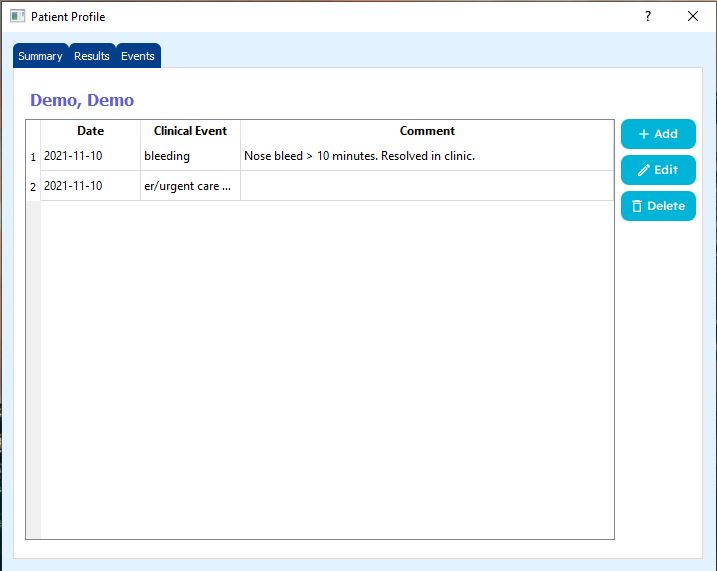 Patient Profile
?
Summary Results Events
Demo, Demo
Date Clinical Event Comment
1 2021-11-10 bleeding Nose bleed > 10 minutes. Resolved in clinic.
2 2021-11-10 er/urgent care ...
+ Add
Edit
Delete